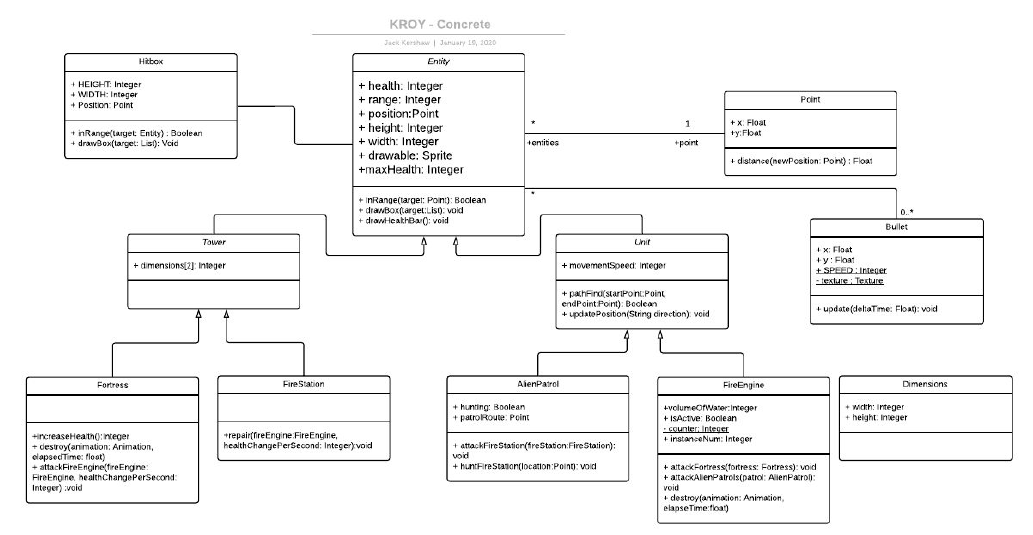 KROY - Concrete
Jack Kershaw | January 19, 2020
Hitbox
+ HEIGHT: Integer
+ WIDTH: Integer
+ Position: Point
+ inRange(target: Entity) : Boolean
+ drawBox(target: List): Void
Entity
+ health: Integer
+ range: Integer
+ position:Point
+ height: Integer
+ width: Integer
+ drawable: Sprite
+maxHealth: Integer
+ inRange(target: Point): Boolean
+ drawBox(target:List): void
+ drawHealthBar(): void
*
1
+entities
+point
Point
+ x: Float
+y:Float
+ distance(newPosition: Point) : Float
*
0..*
Bullet
+ x: Float
+ y : Float
+ SPEED : Integer
- texture : Texture
+ update(deltaTime: Float): void
Tower
+ dimensions[2]: Integer
Unit
+ movementSpeed: Integer
+ pathFind(startPoint:Point,
endPoint:Point): Boolean
+ updatePosition(String direction): void
Fortress
+increaseHealth():Integer
+ destroy(animation: Animation,
elapsedTime: float)
+ attackFireEngine(fireEngine:
FireEngine, healthChangePerSecond:
Integer) :void
FireStation
+repair(fireEngine:FireEngine,
healthChangePerSecond: Integer):void
AlienPatrol
+ hunting: Boolean
+ patrolRoute: Point
+ attackFireStation(fireStation:FireStation):
void
+ huntFireStation(location:Point): void
FireEngine
+volumeOfWater:Integer
+ isActive: Boolean
- counter: Integer
+ instanceNum: Integer
+ attackFortress(fortress: Fortress): void
+ attackAlienPatrols(patrol: AlienPatrol):
void
+ destroy(animation: Animation,
elapseTime:float)
Dimensions
+ width: Integer
+ height: Integer